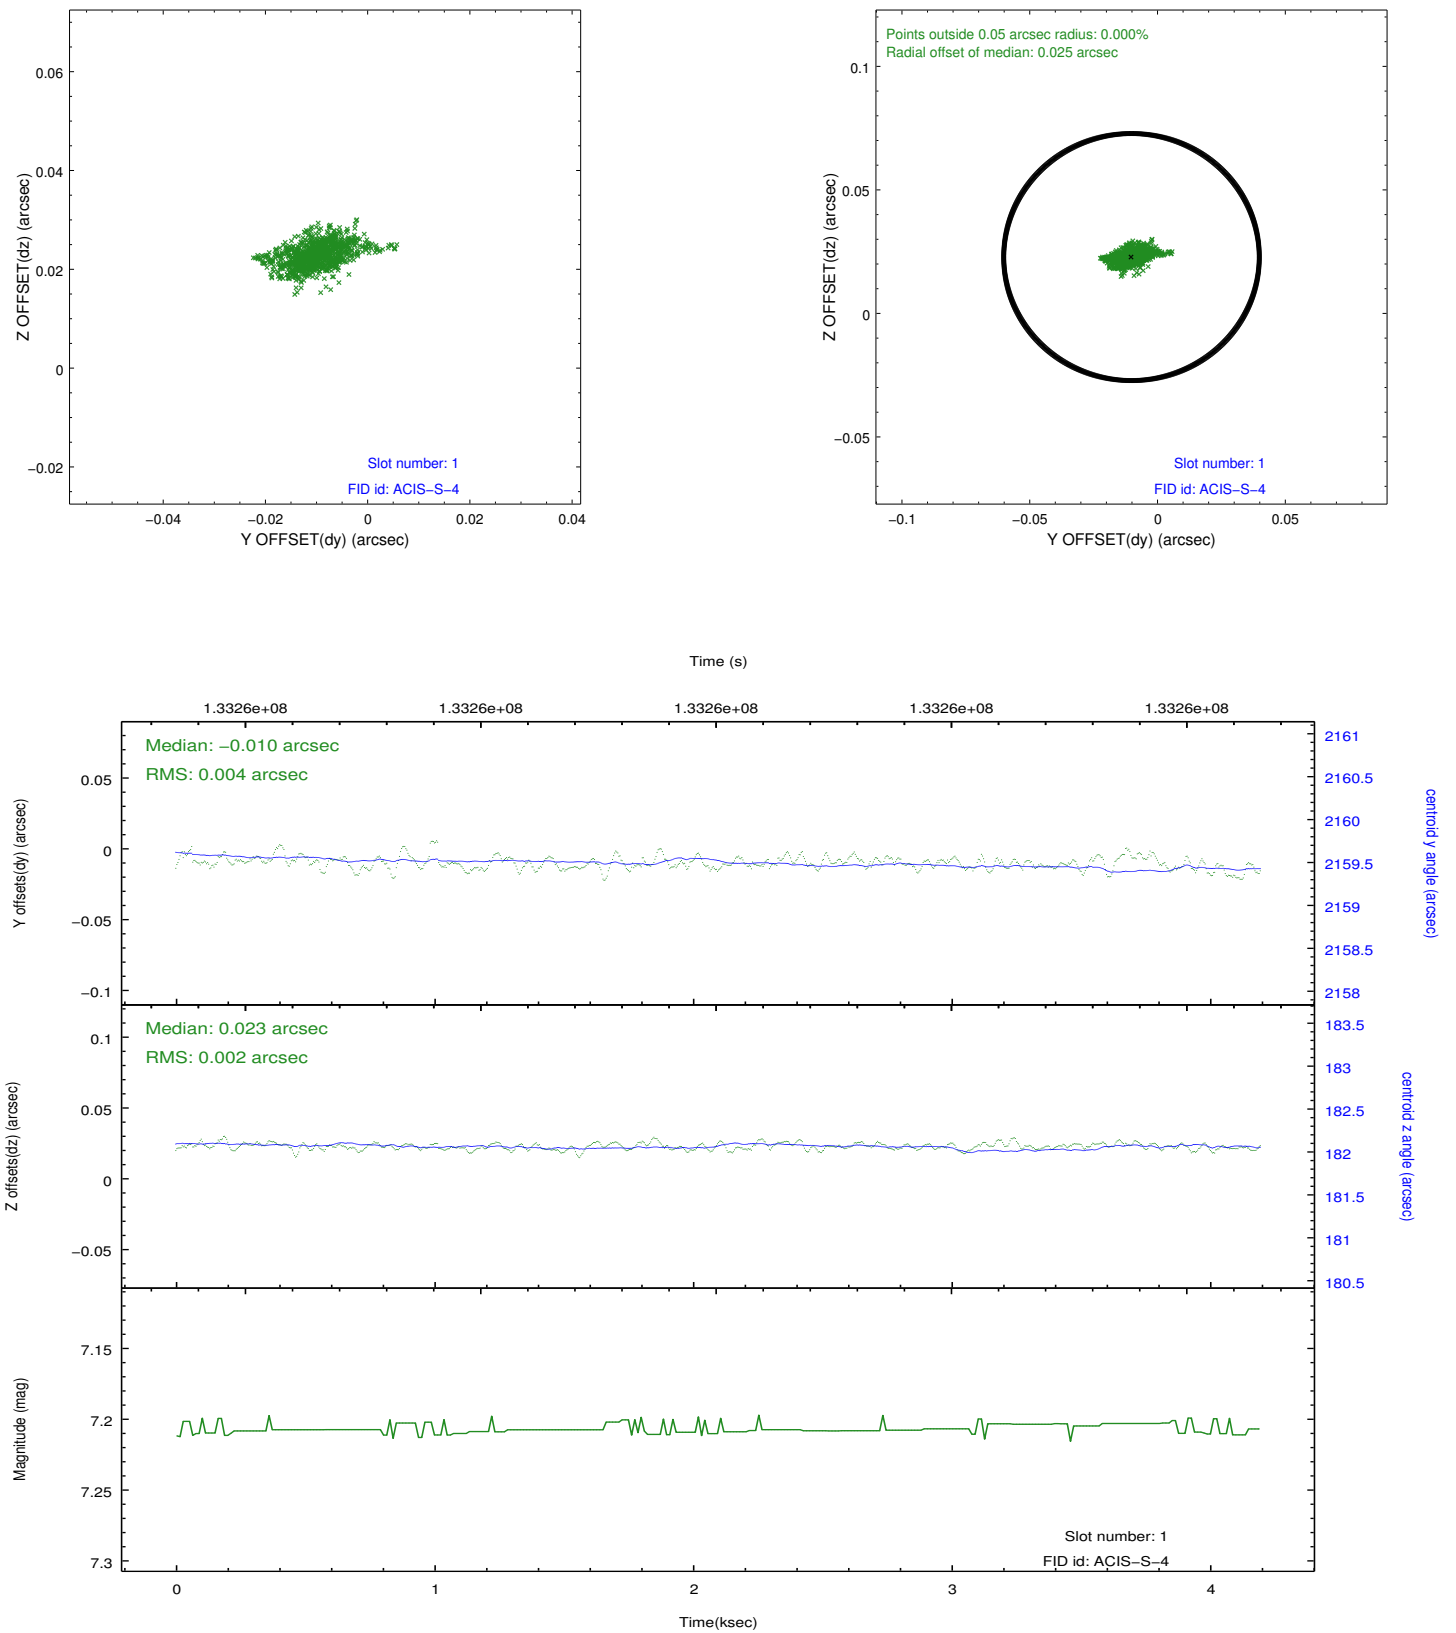 0.06
0.04
0.02
0
−0.02
Z OFFSET(dz) (arcsec)
−0.04
−0.02
0
0.02
0.04
Y OFFSET(dy) (arcsec)
Slot number: 1
FID id: ACIS−S−4
Points outside 0.05 arcsec radius: 0.000%
Radial offset of median: 0.025 arcsec
0.1
0.05
0
−0.05
Z OFFSET(dz) (arcsec)
−0.1
−0.05
0
0.05
Y OFFSET(dy) (arcsec)
Slot number: 1
FID id: ACIS−S−4
Time (s)
1.3326e+08
1.3326e+08
1.3326e+08
1.3326e+08
1.3326e+08
Median: −0.010 arcsec
RMS: 0.004 arcsec
0.05
0
−0.05
−0.1
Y offsets(dy) (arcsec)
2161
2160.5
2160
2159.5
2159
2158.5
2158
centroid y angle (arcsec)
Median: 0.023 arcsec
RMS: 0.002 arcsec
0.1
0.05
0
−0.05
Z offsets(dz) (arcsec)
183.5
183
182.5
182
181.5
181
180.5
centroid z angle (arcsec)
7.15
7.2
7.25
7.3
Magnitude (mag)
Slot number: 1
FID id: ACIS−S−4
0
1
2
3
4
Time(ksec)